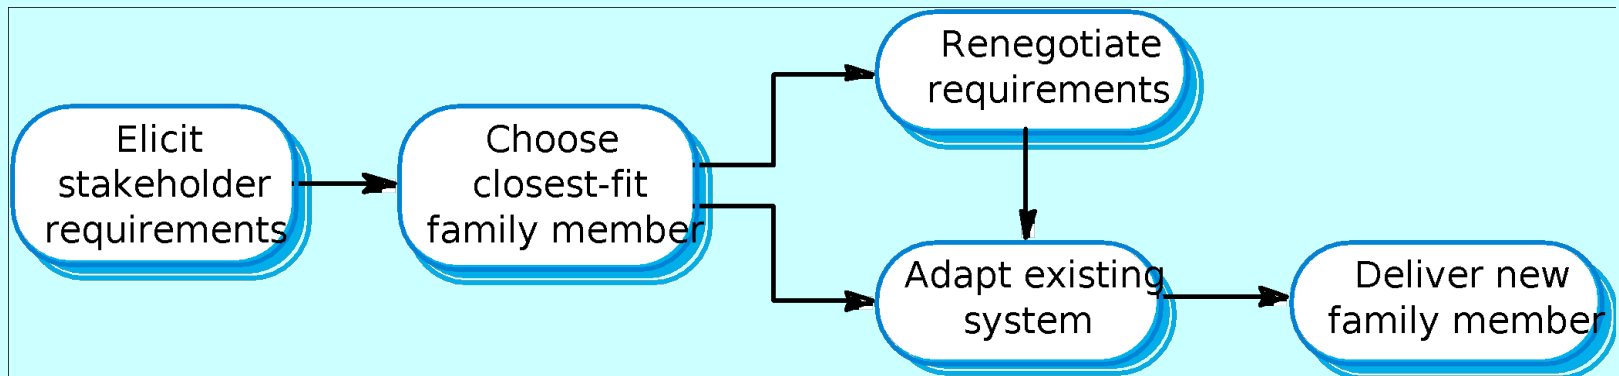 Elicit
stakeholder
requirements
Choose
closest-fit
family member
Renegotiate
requirements
Adapt existing
system
Deliver new
family member